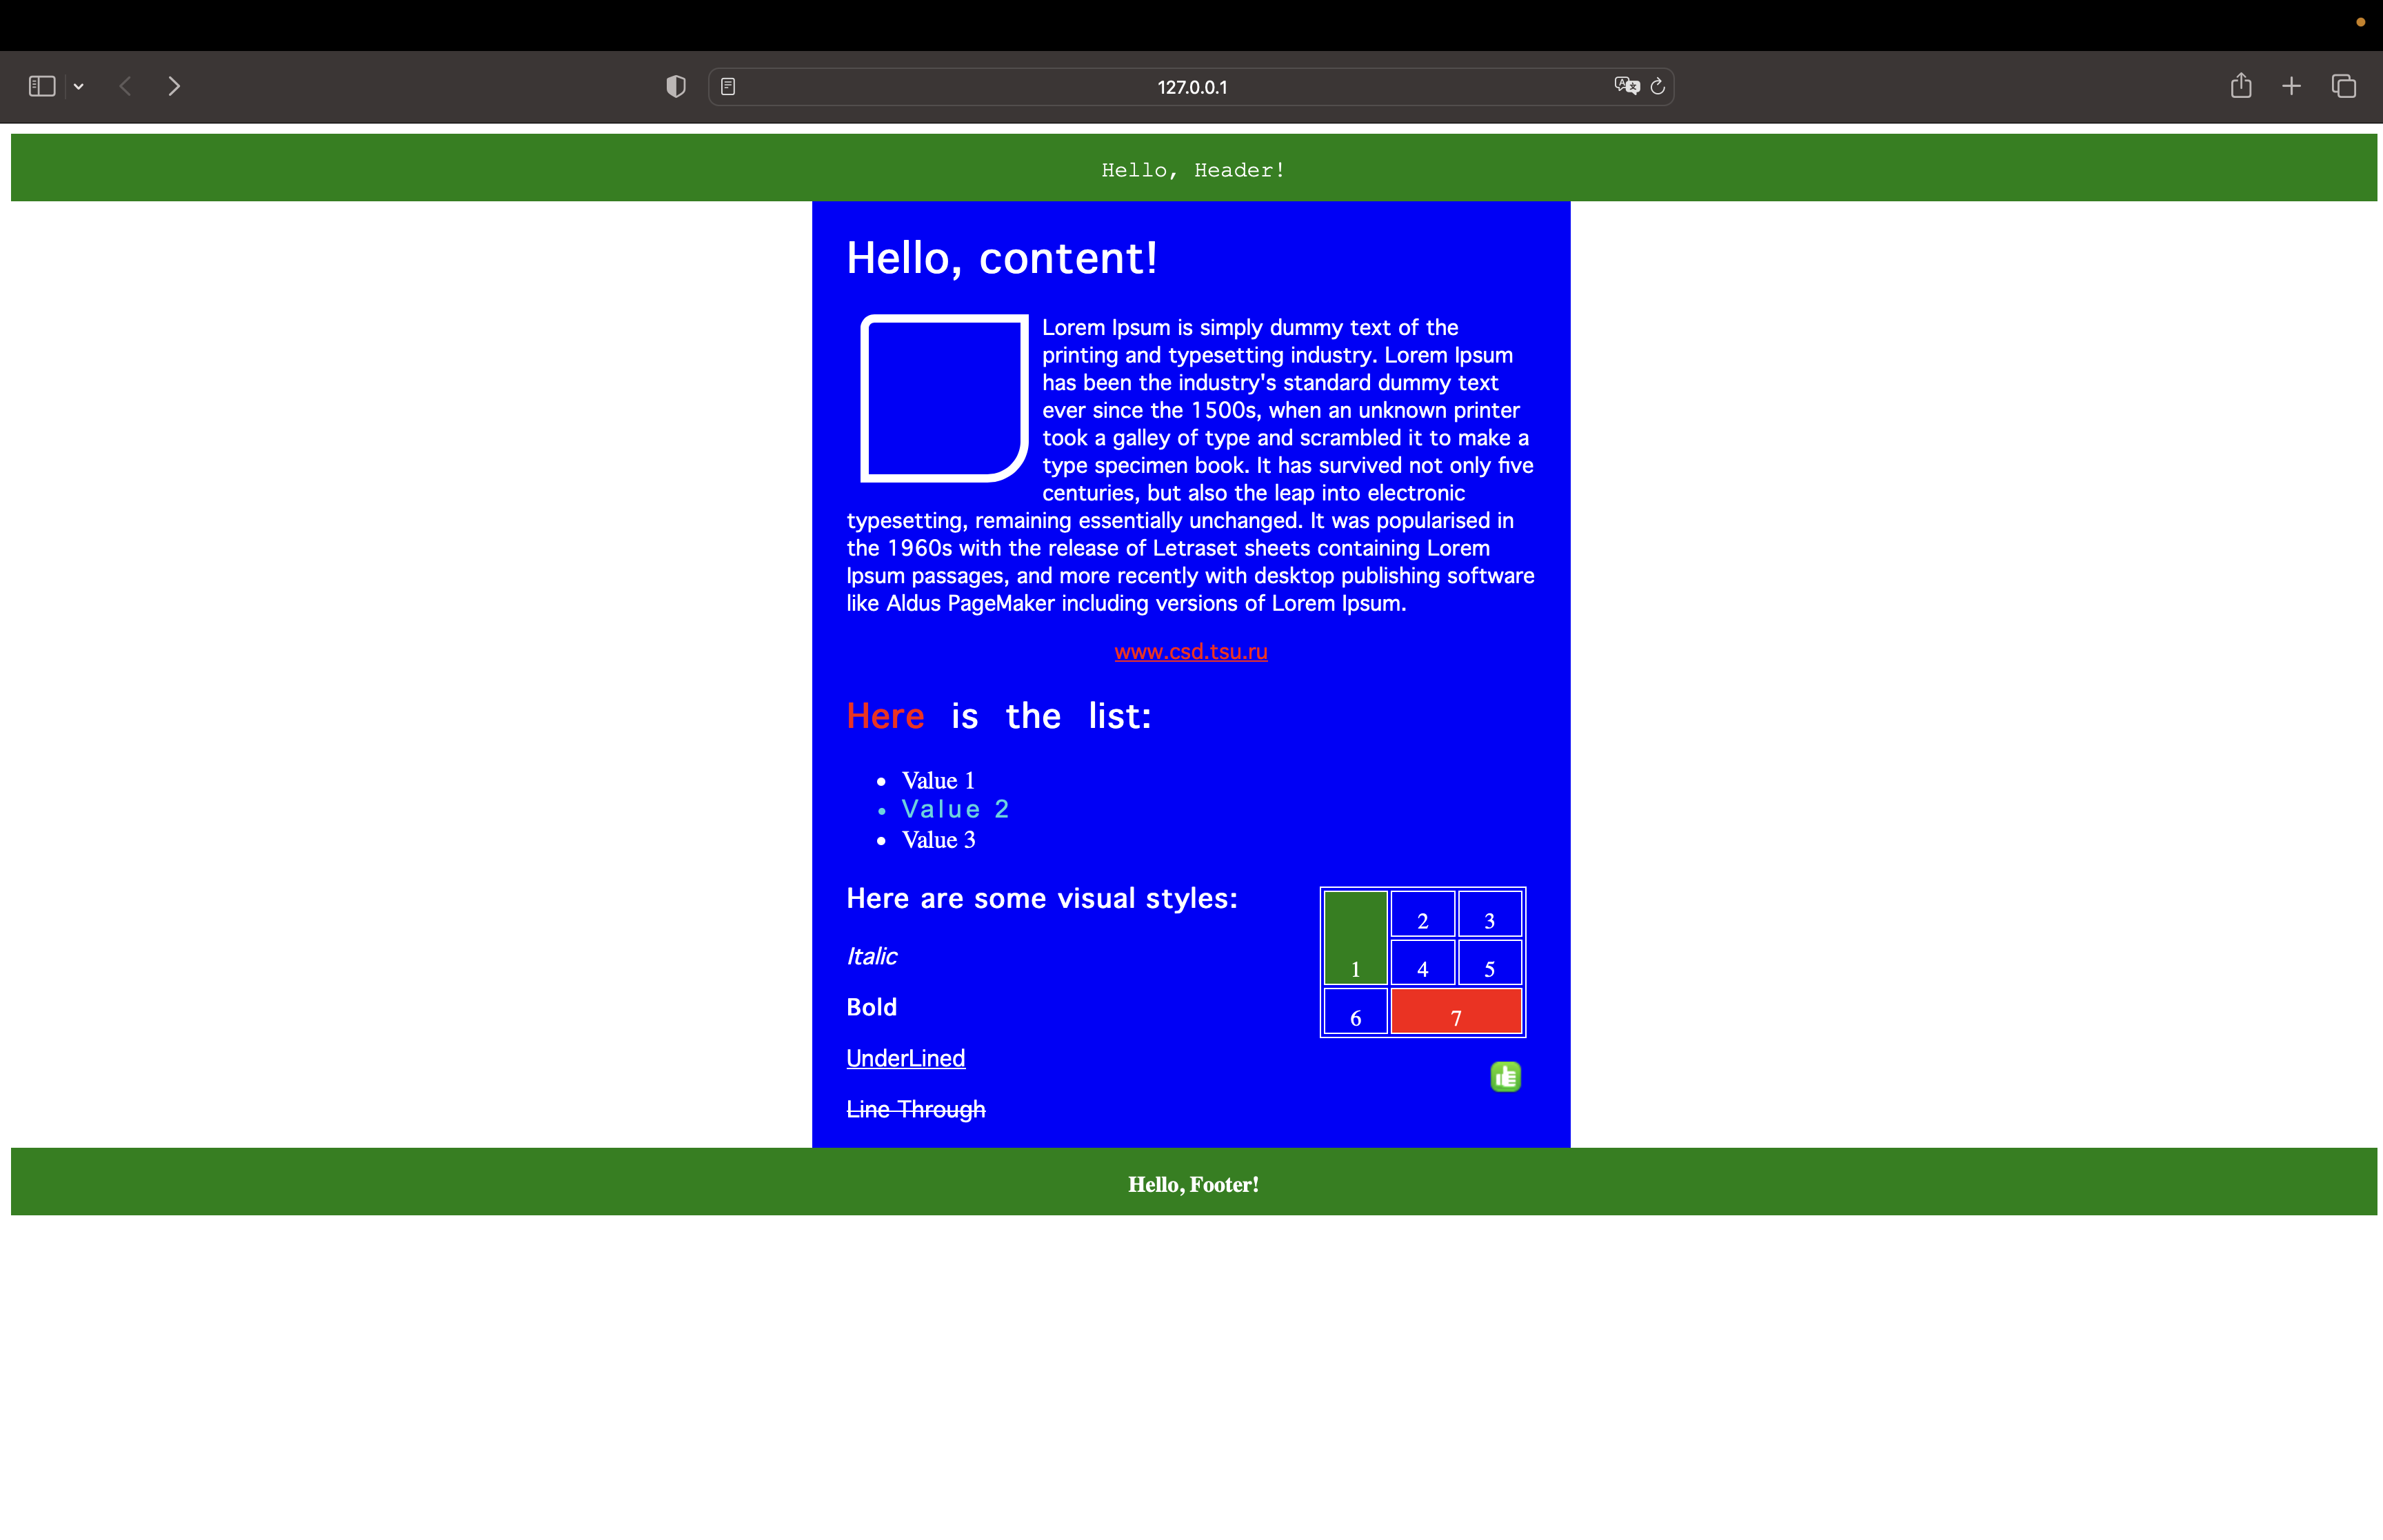 127.0.0.1
Hello, Header!
Hello, content!
Lorem Ipsum is simply dummy text of the
printing and typesetting industry. Lorem Ipsum
has been the industry's standard dummy text
ever since the 1500s, when an unknown printer
took a galley of type and scrambled it to make a
type specimen book. It has survived not only five
centuries, but also the leap into electronic
typesetting, remaining essentially unchanged. It was popularised in
the 1960s with the release of Letraset sheets containing Lorem
Ipsum passages, and more recently with desktop publishing software
like Aldus PageMaker including versions of Lorem Ipsum.
www.csd.tsu.ru
Here is the list:
• Value 1
• Value 2
• Value 3
Here are some visual styles:
Italic
Bold
UnderLined
Line Through
2 3
1 4 5
6 7
Hello, Footer!